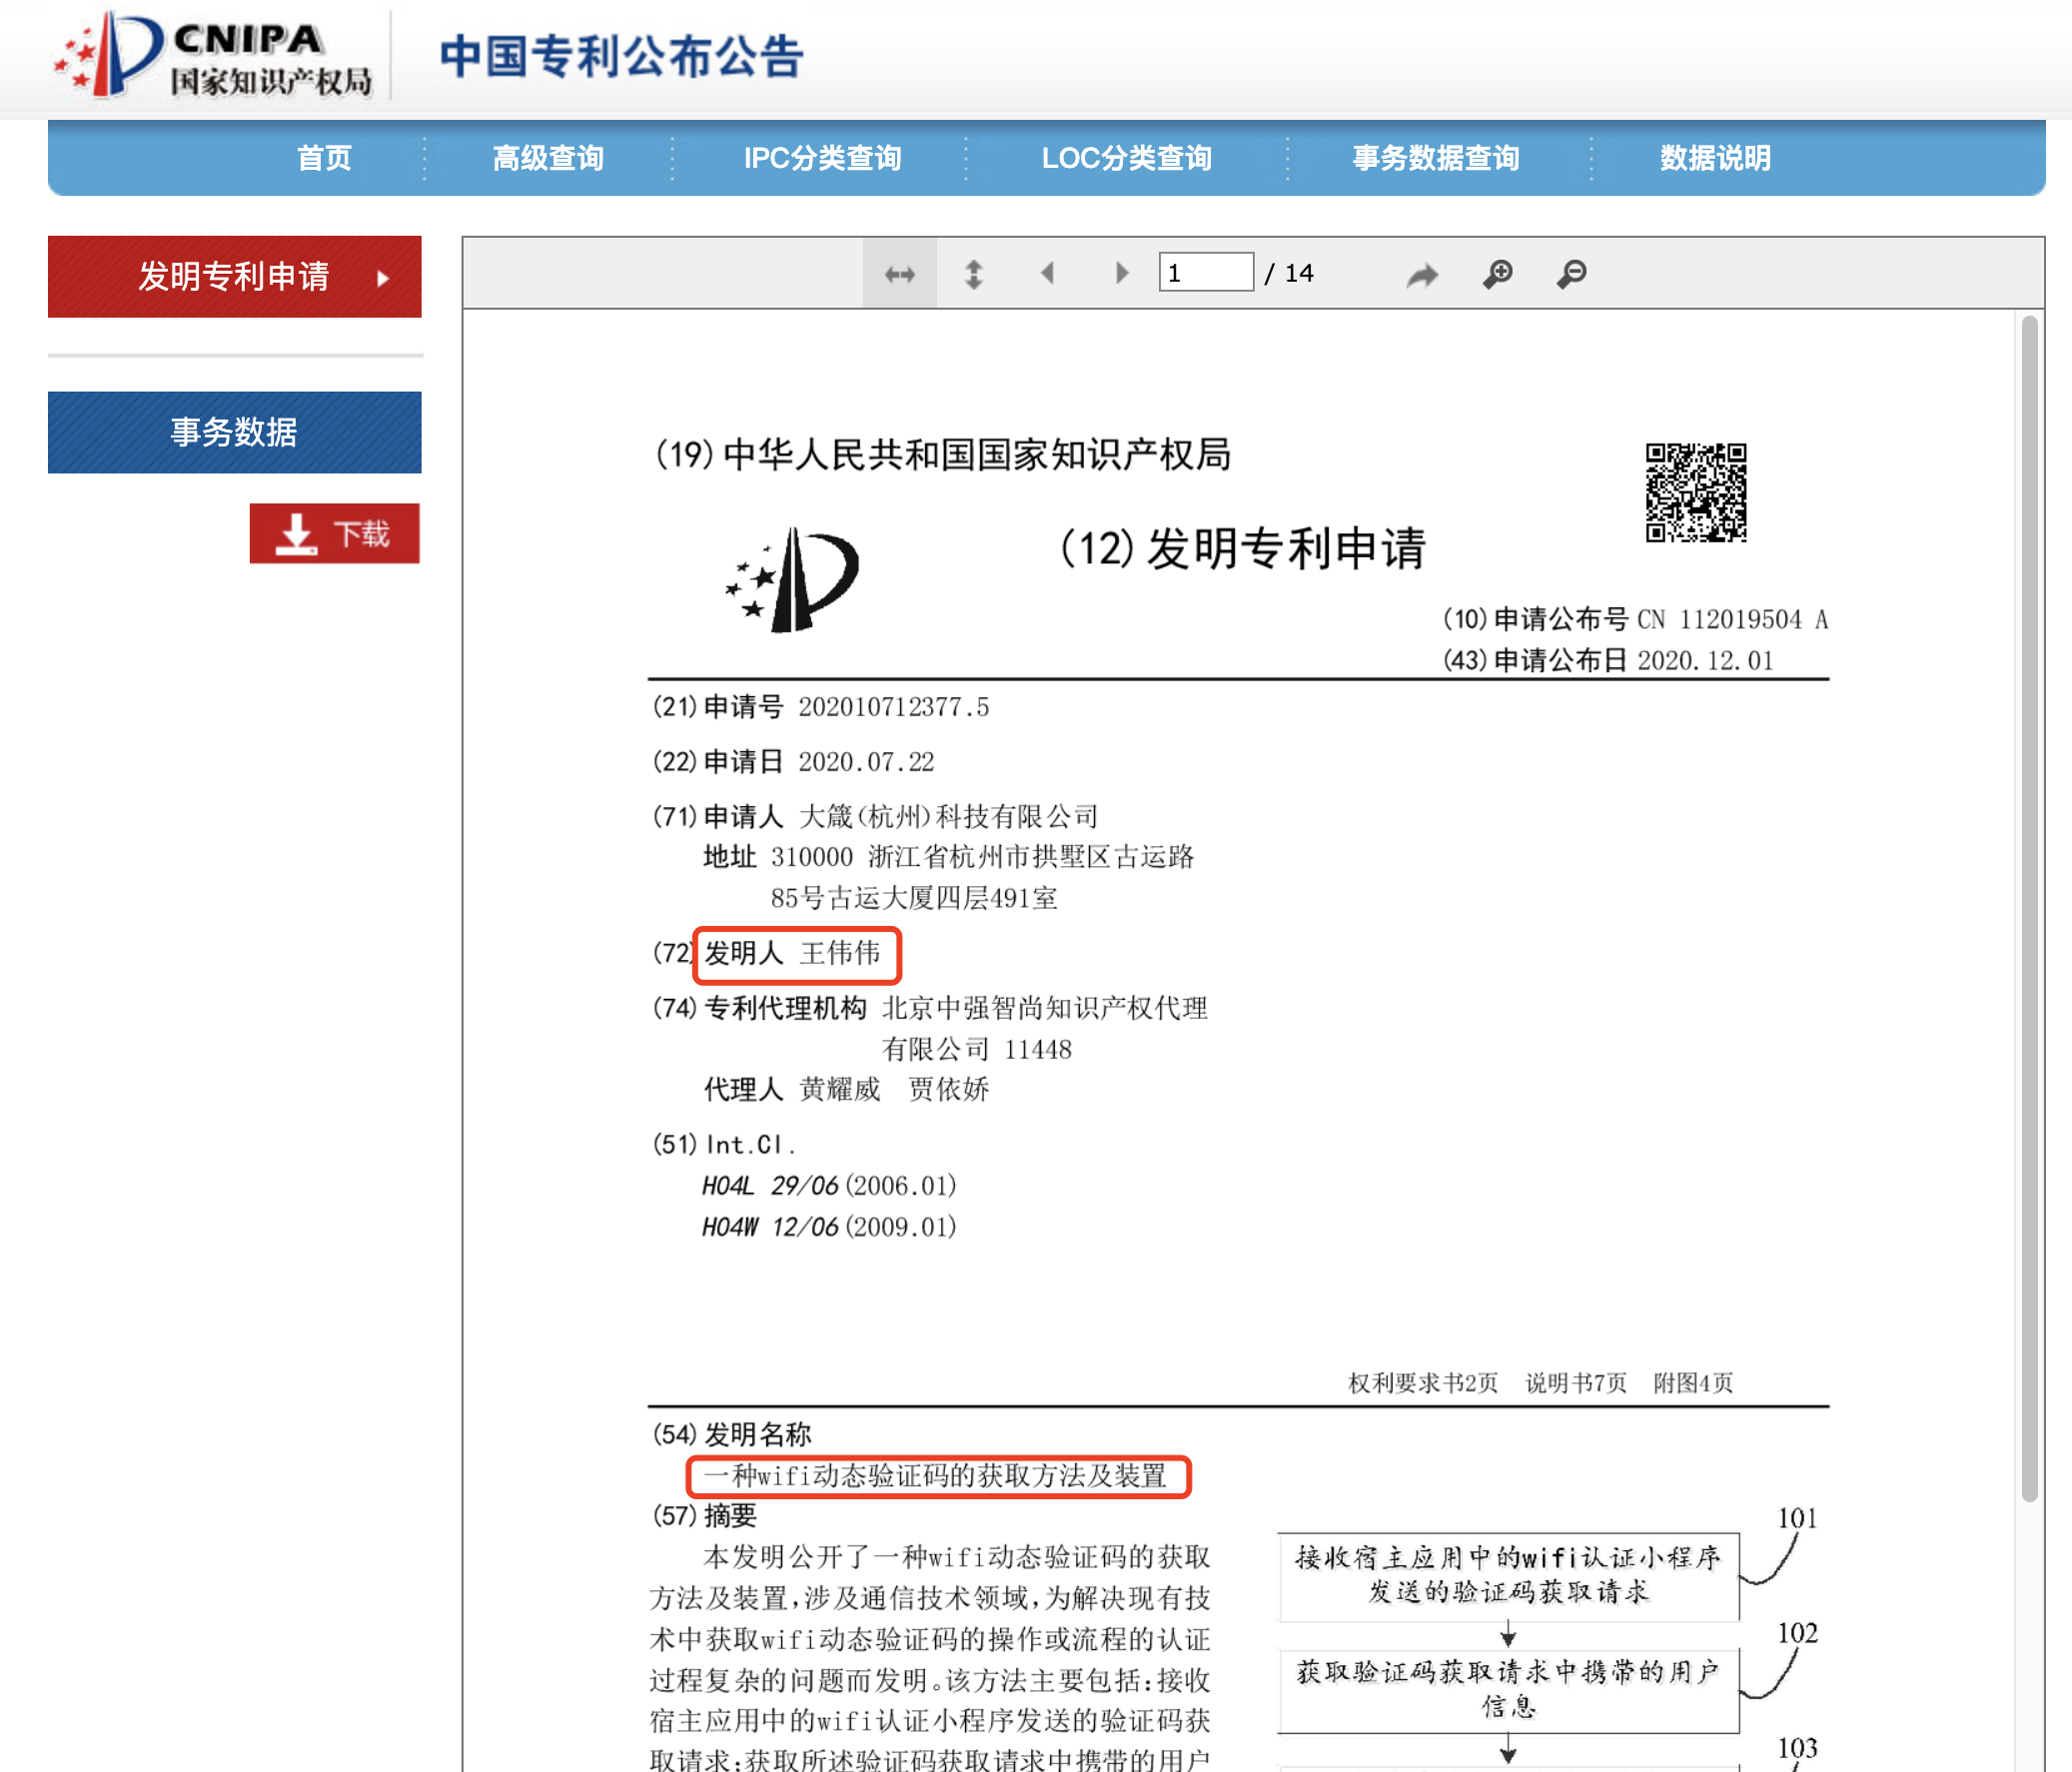 CNIPA
国家知识产权局
中国专利公布公告
首页 高级查询 IPC分类查询 LOC分类查询 事务数据查询 数据说明
发明专利申请
事务数据
下载
1 / 14
(19)中华人民共和国国家知识产权局
(12)发明专利申请
(10)申请公布号 CN 112019504 A
(43)申请公布日 2020.12.01
(21)申请号 202010712377.5
(22)申请日 2020.07.22
(71)申请人 大箴(杭州)科技有限公司
地址 310000 浙江省杭州市拱墅区古运路
85号古运大厦四层491室
(72)发明人 王伟伟
(74)专利代理机构 北京中强智尚知识产权代理
有限公司 11448
代理人 黄耀威 贾依娇
(51)Int.Cl.
H04L 29/06(2006.01)
H04W 12/06(2009.01)
权利要求书2页 说明书7页 附图4页
(54)发明名称
一种wifi动态验证码的获取方法及装置
(57)摘要
本发明公开了一种wifi动态验证码的获取
方法及装置,涉及通信技术领域,为解决现有技
术中获取wifi动态验证码的操作或流程的认证
过程复杂的问题而发明。该方法主要包括:接收
宿主应用中的wifi认证小程序发送的验证码获
取请求;获取所述验证码获取请求中携带的用户
101
接收宿主应用中的wifi认证小程序
发送的验证码获取请求
102
获取验证码获取请求中携带的用户
信息
103